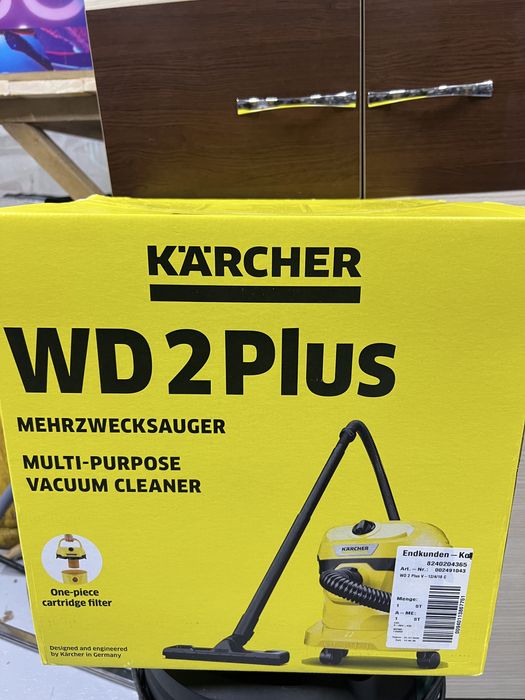 KÄRCHER
WD 2 Plus
MEHRZWECKSAUGER
MULTI-PURPOSE
VACUUM CLEANER
One-piece
cartridge filter
KÄRCHER
Endkunden – Ko
8240204365
Art.-Nr.: 002491043
WD 2 Plus V - 12/4/18 C
Menge:
1 ST
A-ME:
1 ST
Designed and engineered
by Kärcher in Germany